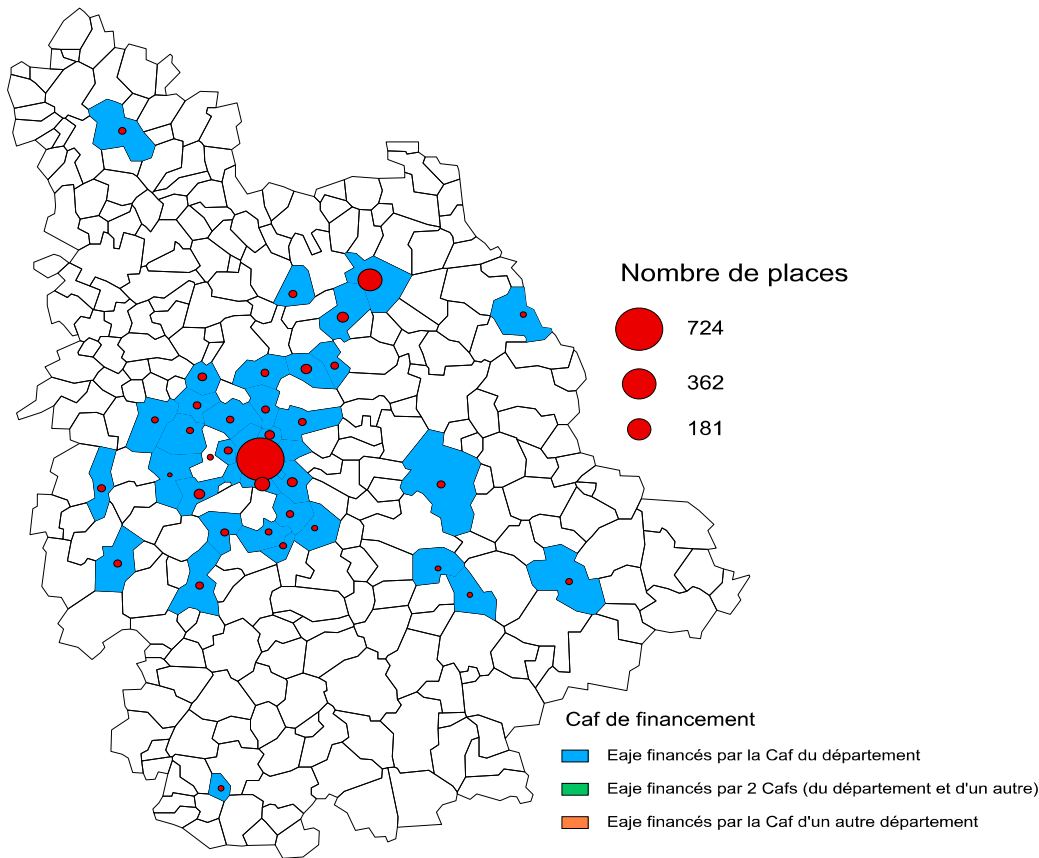 Nombre de places
724
362
181
Caf de financement
Eaje financés par la Caf du département
Eaje financés par 2 Cafs (du département et d'un autre)
Eaje financés par la Caf d'un autre département